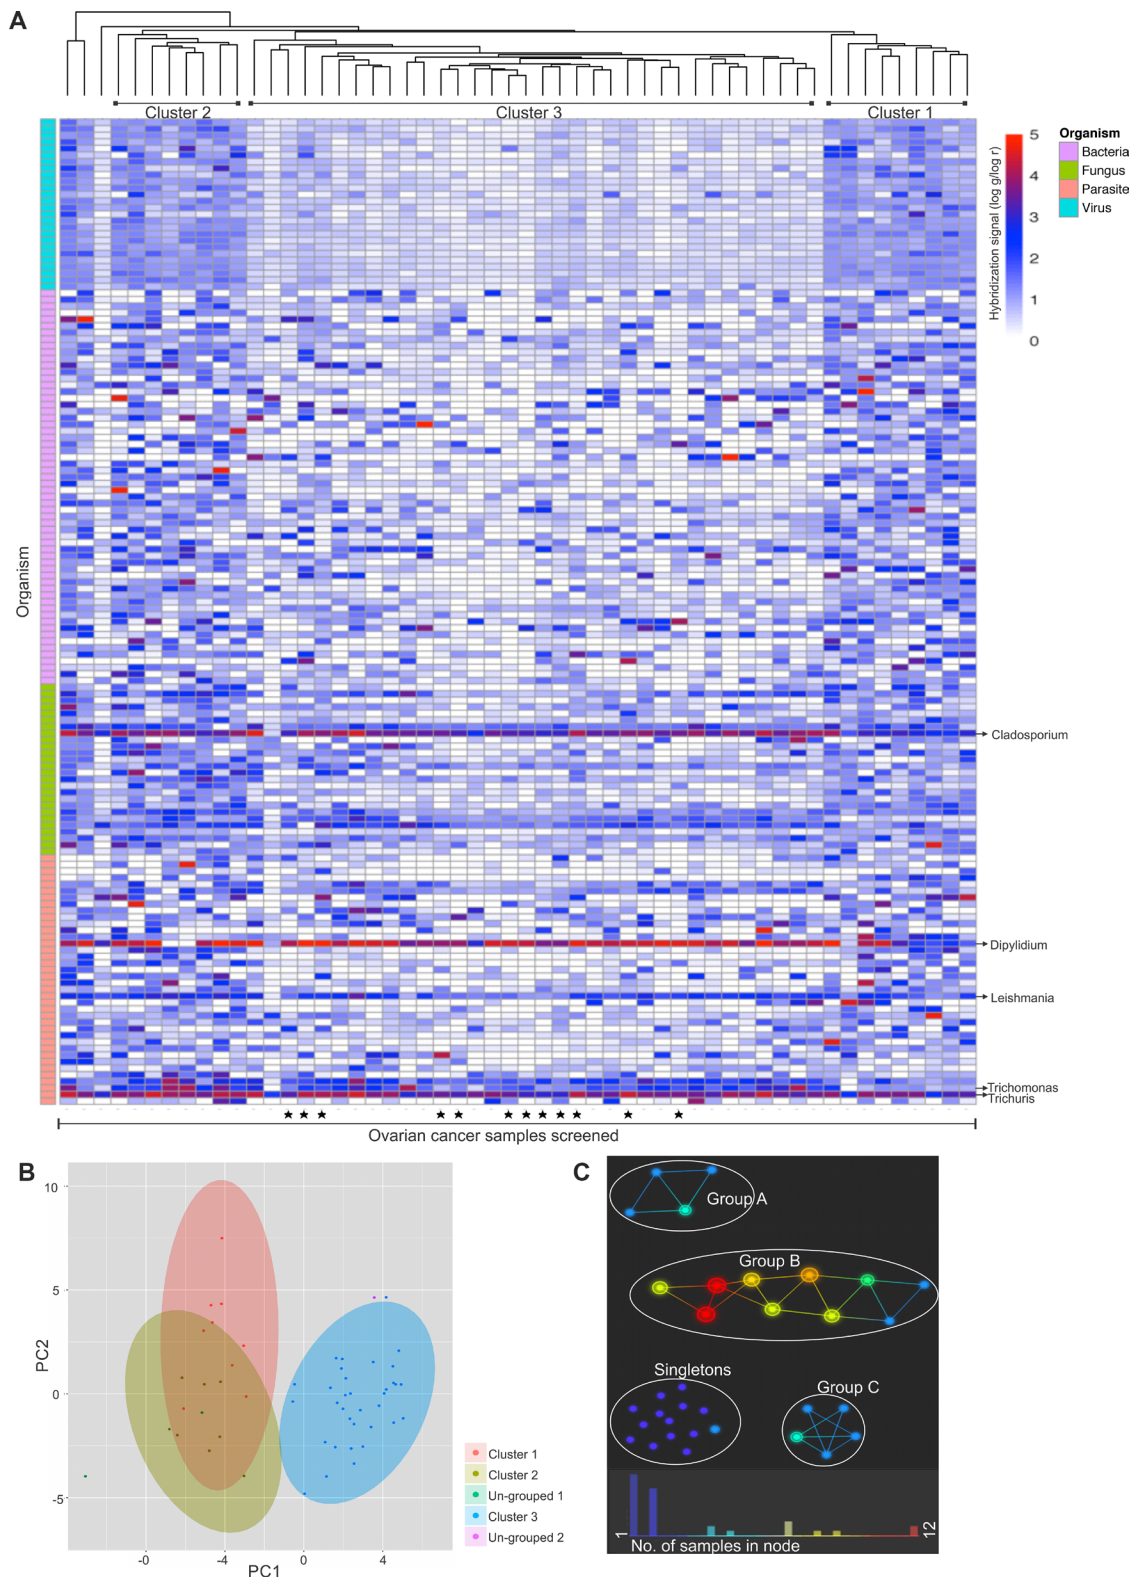 A
Cluster 2
Cluster 3
Cluster 1
Organism
Hybridization signal (log g/log r)
5
4
3
2
1
0
Organism
Bacteria
Fungus
Parasite
Virus
Cladosporium
Dipylidium
Leishmania
Trichomonas
Trichuris
Ovarian cancer samples screened
B
10
5
0
-5
PC2
-0
-4
0
4
PC1
Cluster 1
Cluster 2
Un-grouped 1
Cluster 3
Un-grouped 2
C
Group A
Group B
Singletons
Group C
1
12
No. of samples in node